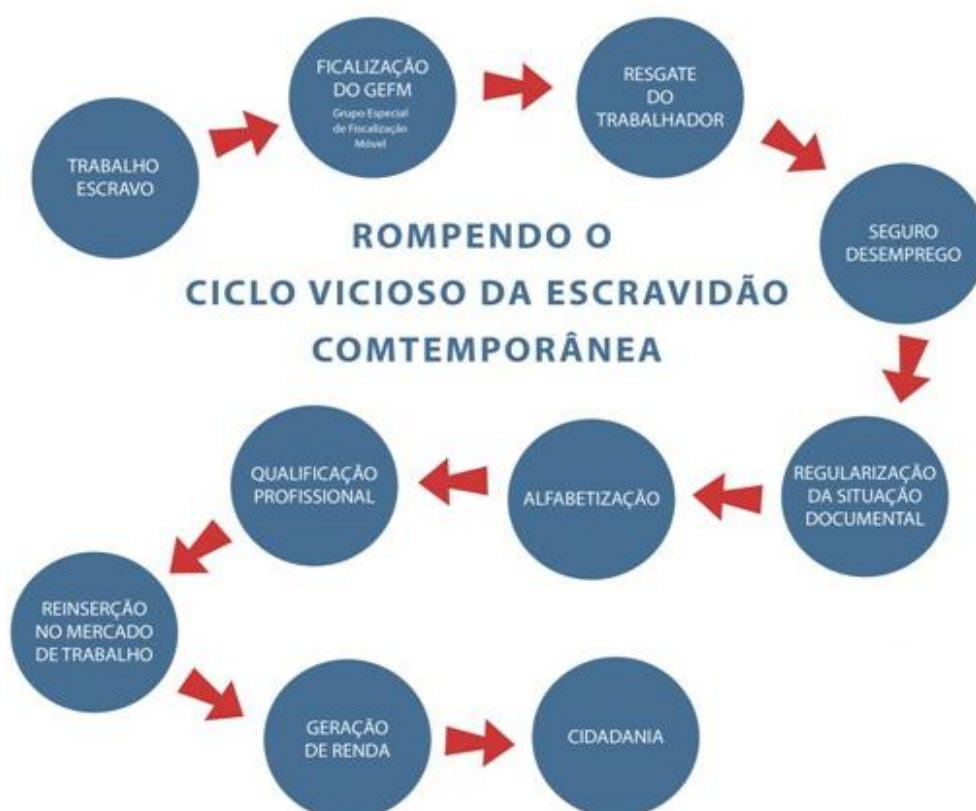 TRABALHO
ESCRAVO
FICALIZAÇÃO
DO GEFM
Grupo Especial
de Fiscalização
Móvel
RESGATE
DO
TRABALHADOR
SEGURO
DESEMPREGO
ROMPENDO O
CICLO VICIOSO DA ESCRAVIDÃO
COMTEMPORÂNEA
REGULARIZAÇÃO
DA SITUAÇÃO
DOCUMENTAL
ALFABETIZAÇÃO
QUALIFICAÇÃO
PROFISSIONAL
REINSERÇÃO
NO MERCADO
DE TRABALHO
GERAÇÃO
DE RENDA
CIDADANIA